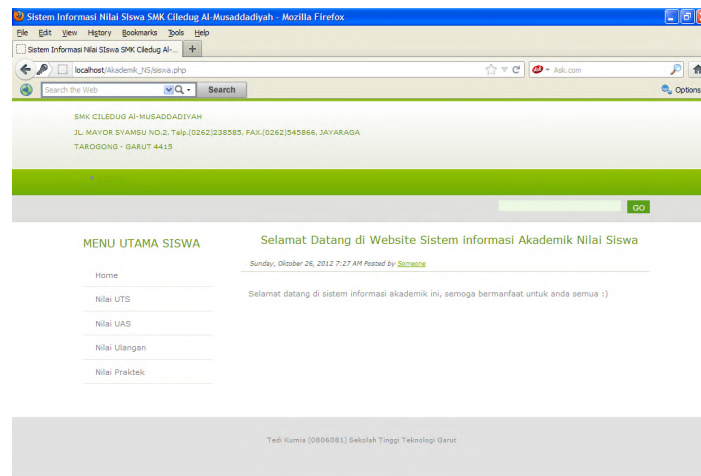 Sistem Informasi Nilai SIswa SMK Ciledug Al-Musaddadiyah - Mozilla Firefox
File Edit View History Bookmarks Tools Help
Sistem Informasi Nilai SIswa SMK Ciledug Al-...
localhost/Akademik_NS/siswa.php
Ask.com
Search the Web
Search
Options
SMK CILEDUG Al-MUSADDADIYAH
JL. MAYOR SYAMSU NO.2. Telp.(0262)238585. FAX.(0262)545866, JAYARAGA
TAROGONG - GARUT 4415
GO
MENU UTAMA SISWA
Home
Nilai UTS
Nilai UAS
Nilai Ulangan
Nilai Praktek
Selamat Datang di Website Sistem informasi Akademik Nilai Siswa
Sunday, Oktober 26, 2012 7:27 AM Posted by Someone
Selamat datang di sistem informasi akademik ini, semoga bermanfaat untuk anda semua :)
Tedi Kurnia [0806081] Sekolah Tinggi Teknologi Garut